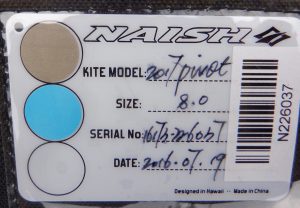 NAISH
KITE MODEL: 2017 pivot
SIZE: 8.0
SERIAL No:
DATE: 2016.07.19
Designed in Hawaii -- Made in China
N226037